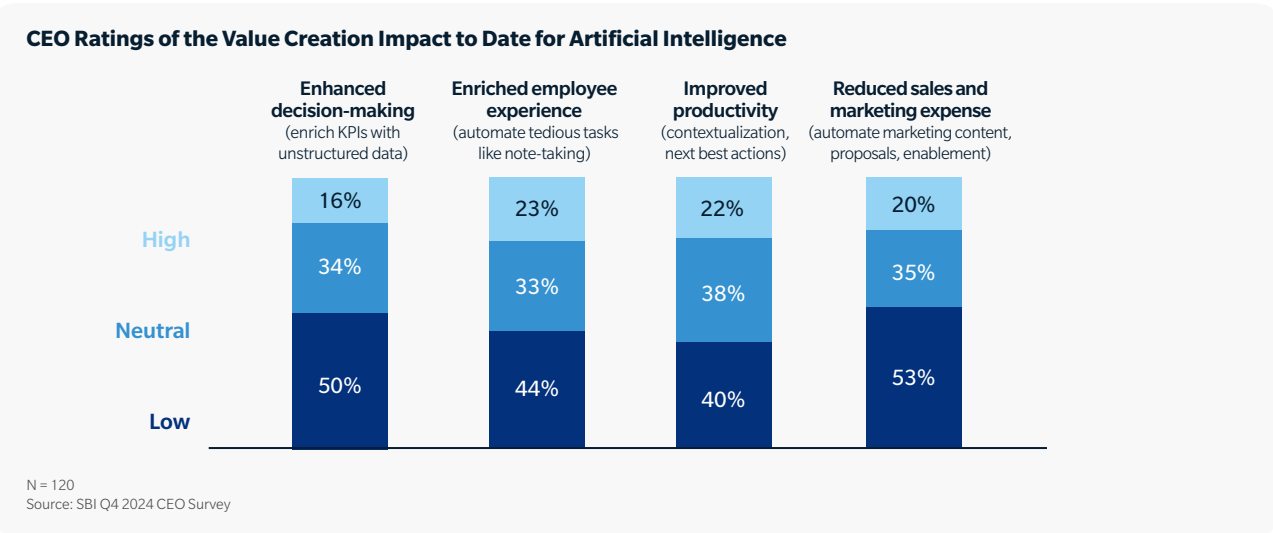 CEO Ratings of the Value Creation Impact to Date for Artificial Intelligence
Enhanced
decision-making
(enrich KPIs with
unstructured data)
Enriched employee
experience
(automate tedious tasks
like note-taking)
Improved
productivity
(contextualization,
next best actions)
Reduced sales and
marketing expense
(automate marketing content,
proposals, enablement)
High
16%
23%
22%
20%
Neutral
34%
33%
38%
35%
Low
50%
44%
40%
53%
N = 120
Source: SBI Q4 2024 CEO Survey